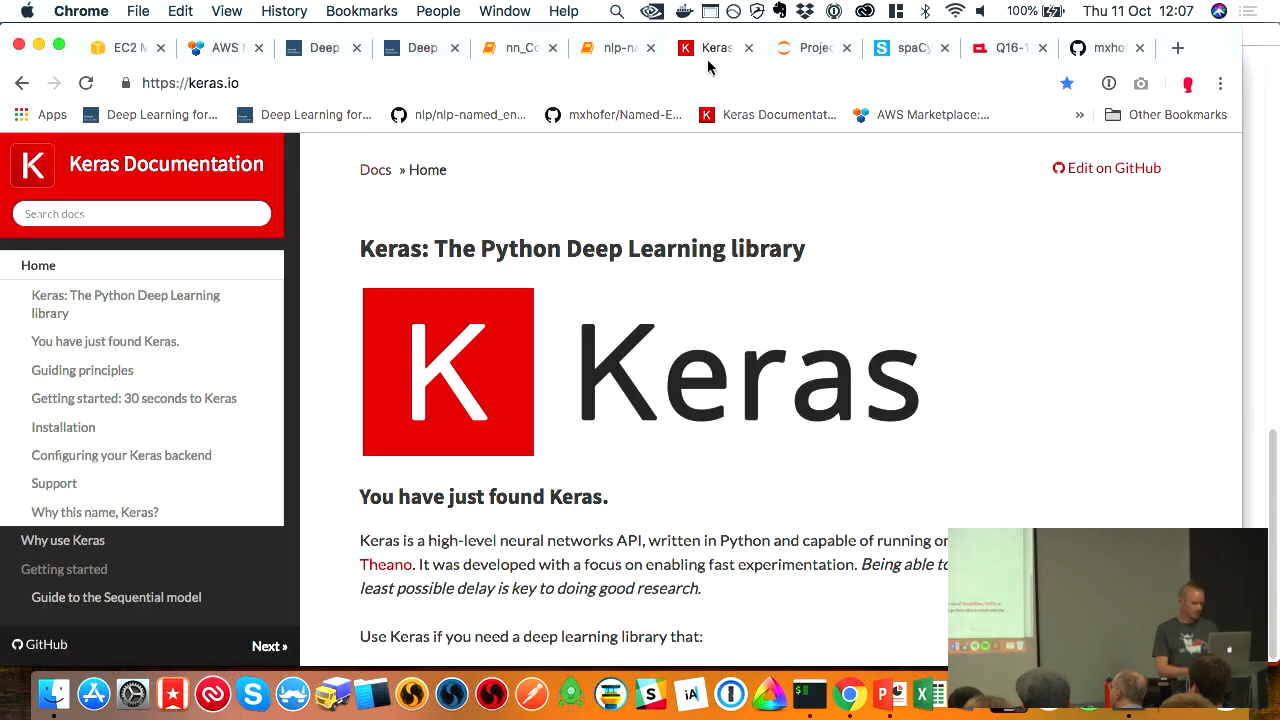 Chrome File Edit View History Bookmarks People Window Help 100% Thu 11 Oct 12:07
EC2 M AWS M Deep Deep nn_Co nlp-na Keras Projec spaCy Q16-1 mxhof
https://keras.io
Apps Deep Learning for... Deep Learning for... nlp/nlp-named_en... mxhofer/Named-E... Keras Documentat... AWS Marketplace:... » Other Bookmarks
K Keras Documentation
Search docs
Home
Keras: The Python Deep Learning
library
You have just found Keras.
Guiding principles
Getting started: 30 seconds to Keras
Installation
Configuring your Keras backend
Support
Why this name, Keras?
Why use Keras
Getting started
Guide to the Sequential model
GitHub Next »
Docs » Home
Edit on GitHub
Keras: The Python Deep Learning library
K Keras
You have just found Keras.
Keras is a high-level neural networks API, written in Python and capable of running on
Theano. It was developed with a focus on enabling fast experimentation. Being able to
least possible delay is key to doing good research.
Use Keras if you need a deep learning library that: